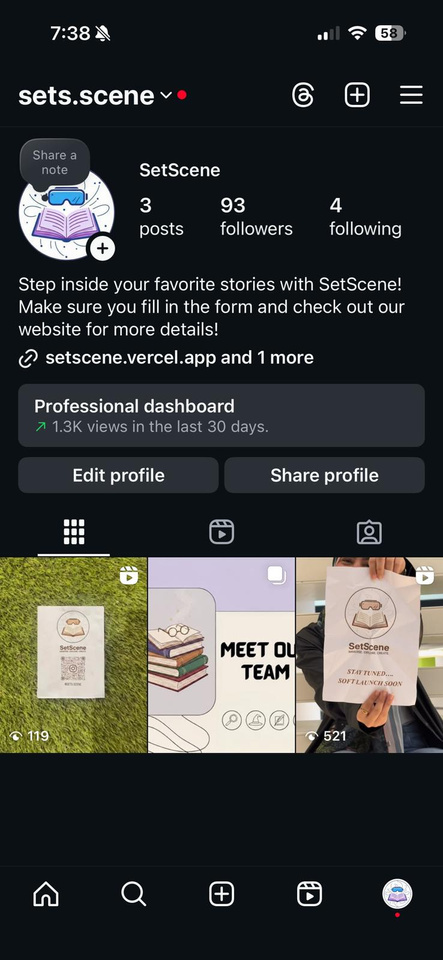 7:38
58
sets.scene
Share a
note
SetScene
3
posts
93
followers
4
following
Step inside your favorite stories with SetScene!
Make sure you fill in the form and check out our
website for more details!
setscene.vercel.app and 1 more
Professional dashboard
1.3K views in the last 30 days.
Edit profile
Share profile
SetScene
119
MEET OU
TEAM
SetScene
STAY TUNED....
SOFT LAUNCH SOON
521